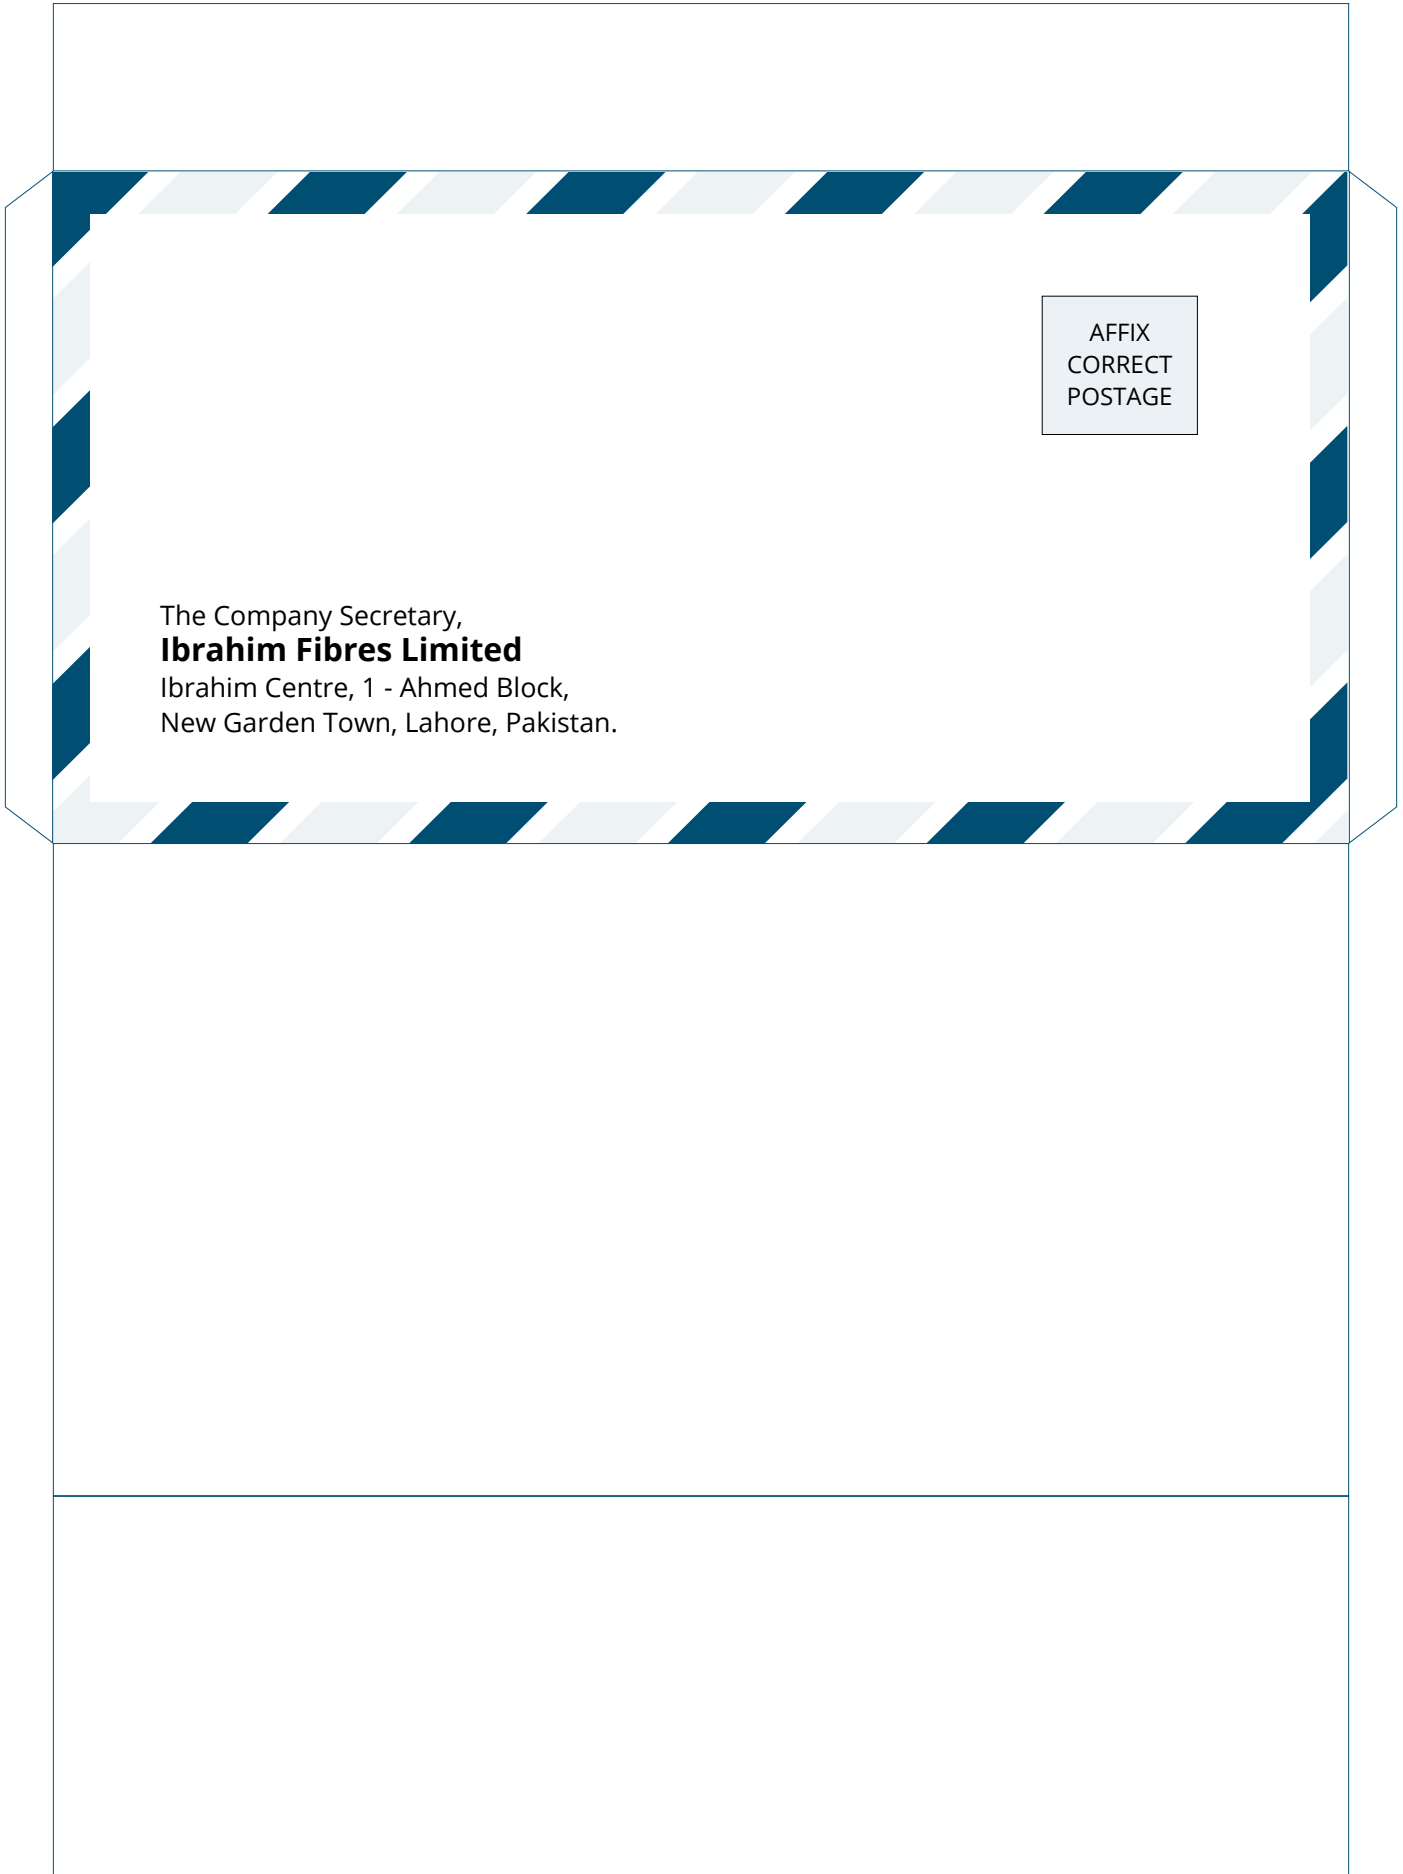 AFFIX
CORRECT
POSTAGE
The Company Secretary,
Ibrahim Fibres Limited
Ibrahim Centre, 1 - Ahmed Block,
New Garden Town, Lahore, Pakistan.